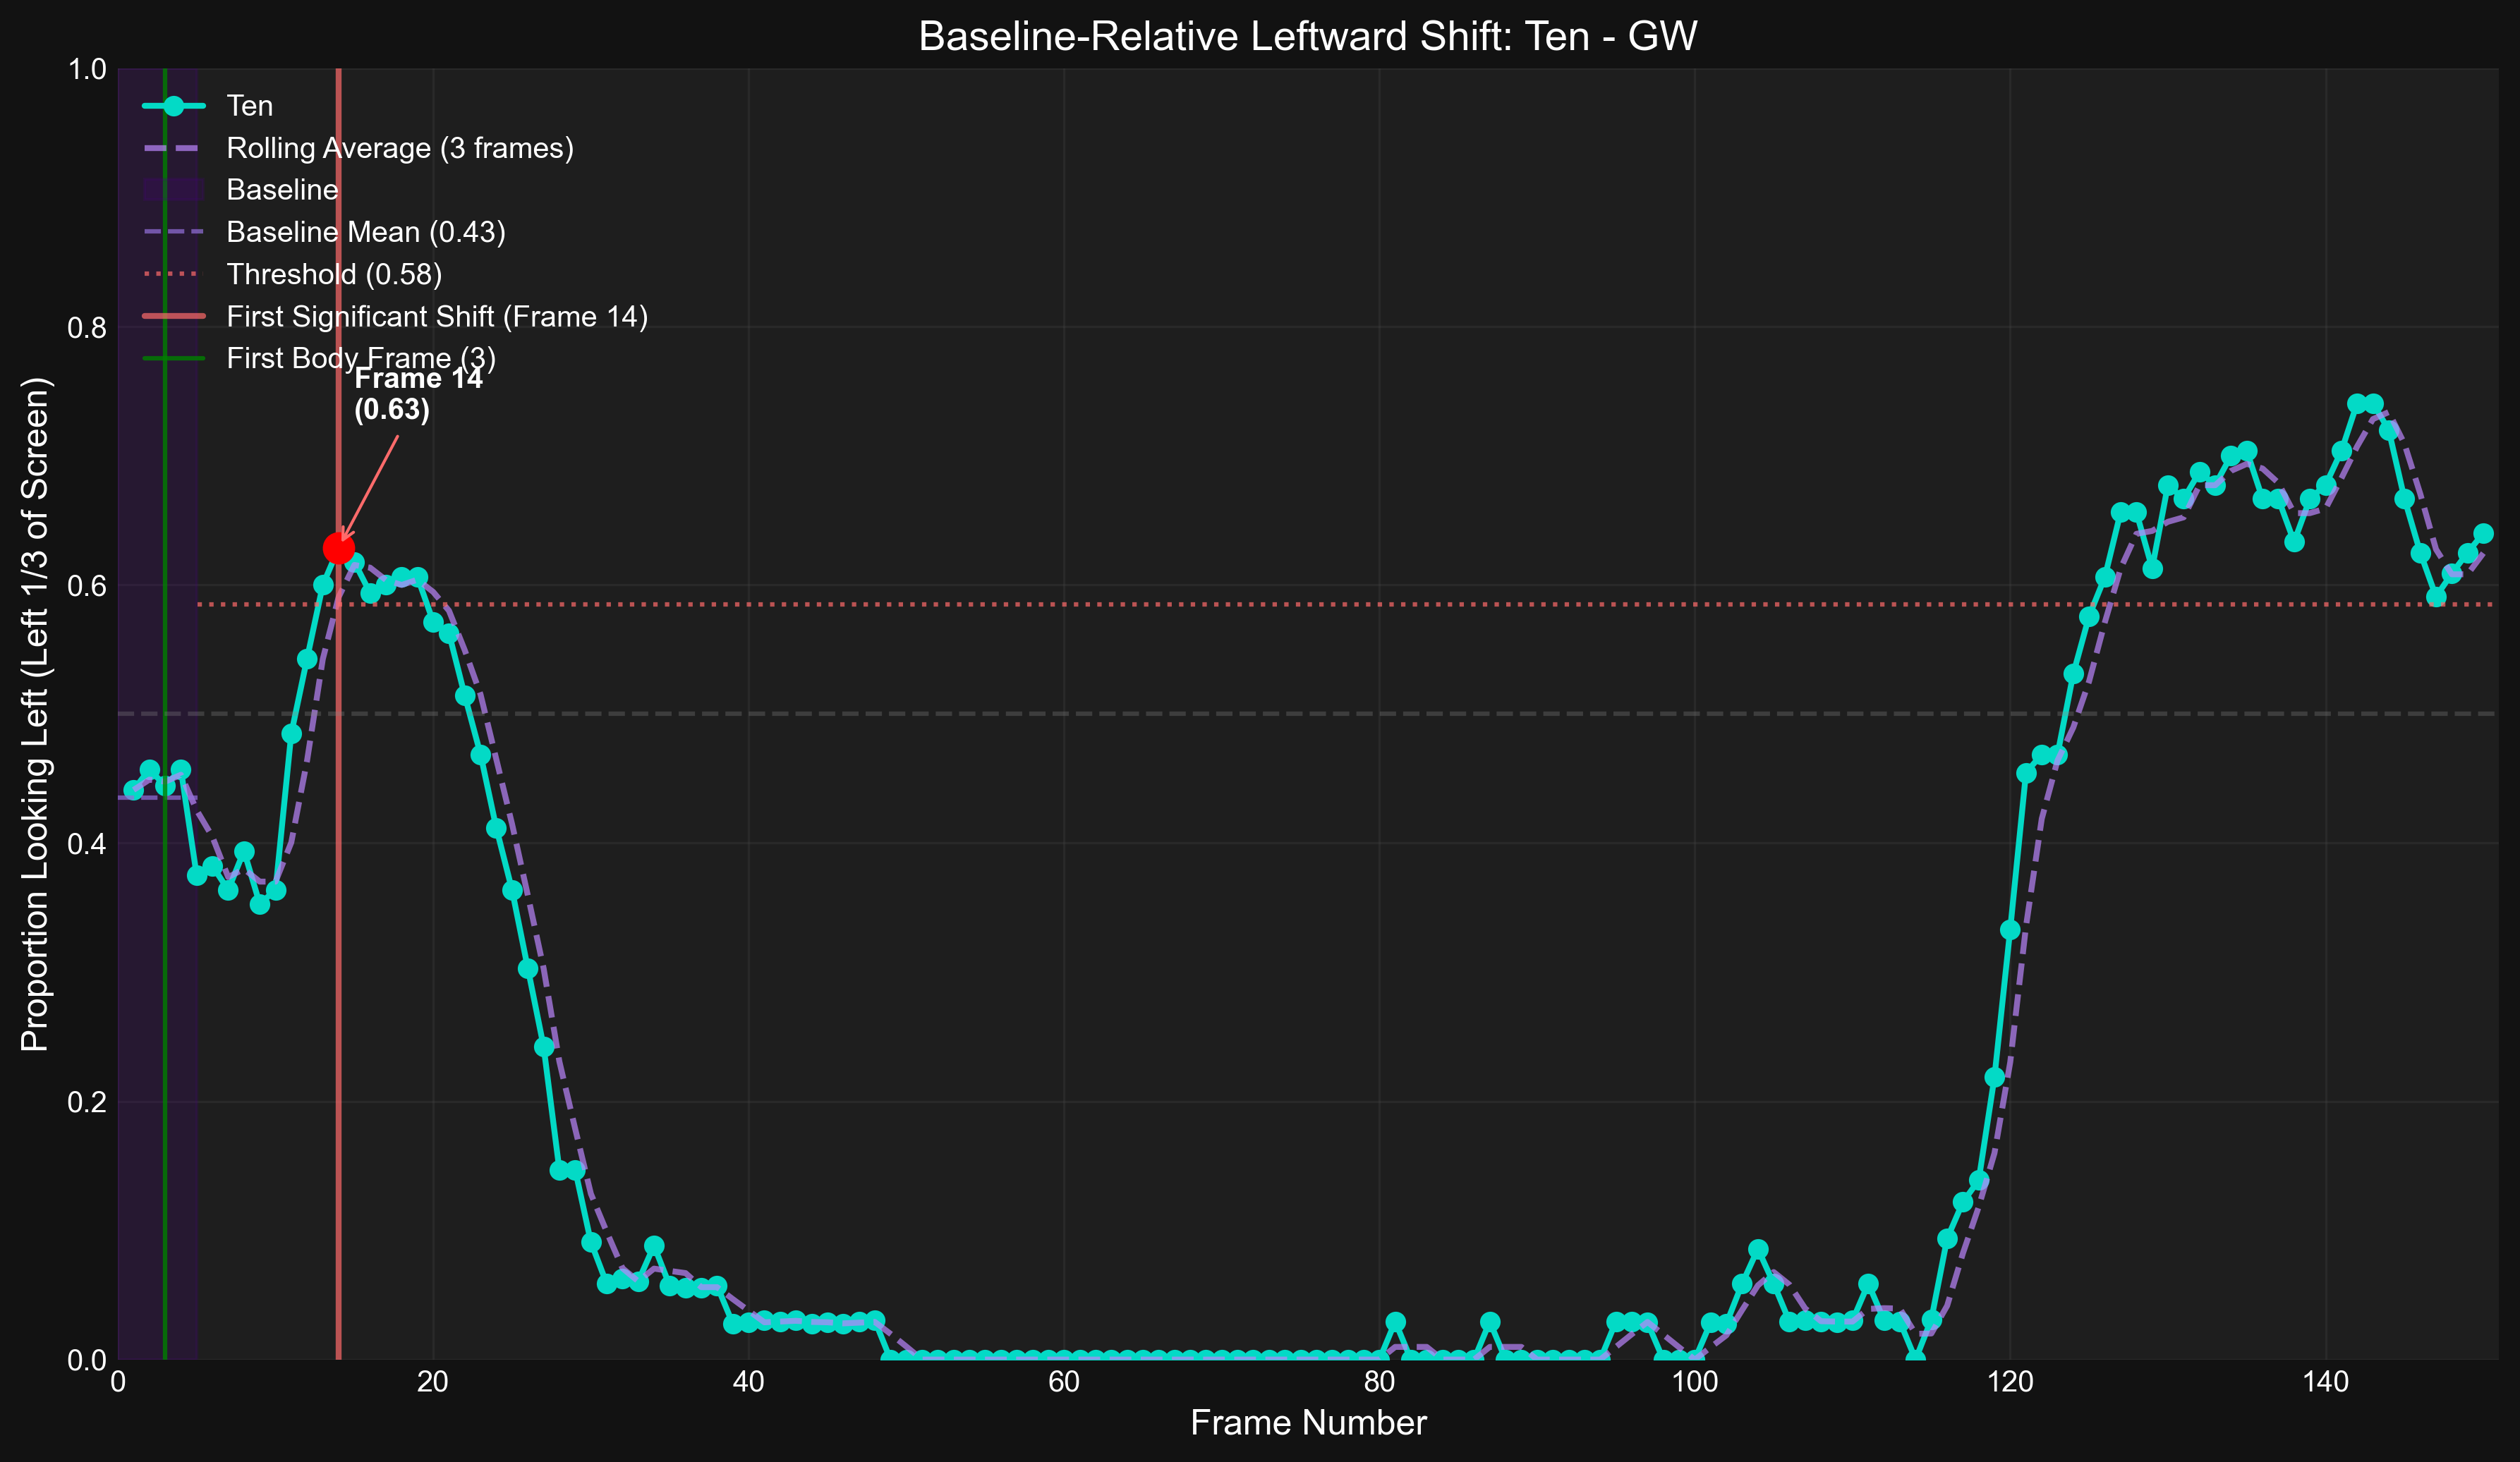 Baseline-Relative Leftward Shift: Ten - GW
1.0
0.8
0.6
0.4
0.2
0.0
Proportion Looking Left (Left 1/3 of Screen)
Ten
Rolling Average (3 frames)
Baseline
Baseline Mean (0.43)
Threshold (0.58)
First Significant Shift (Frame 14)
First Body Frame (3)
Frame 14
(0.63)
0 20 40 60 80 100 120 140
Frame Number